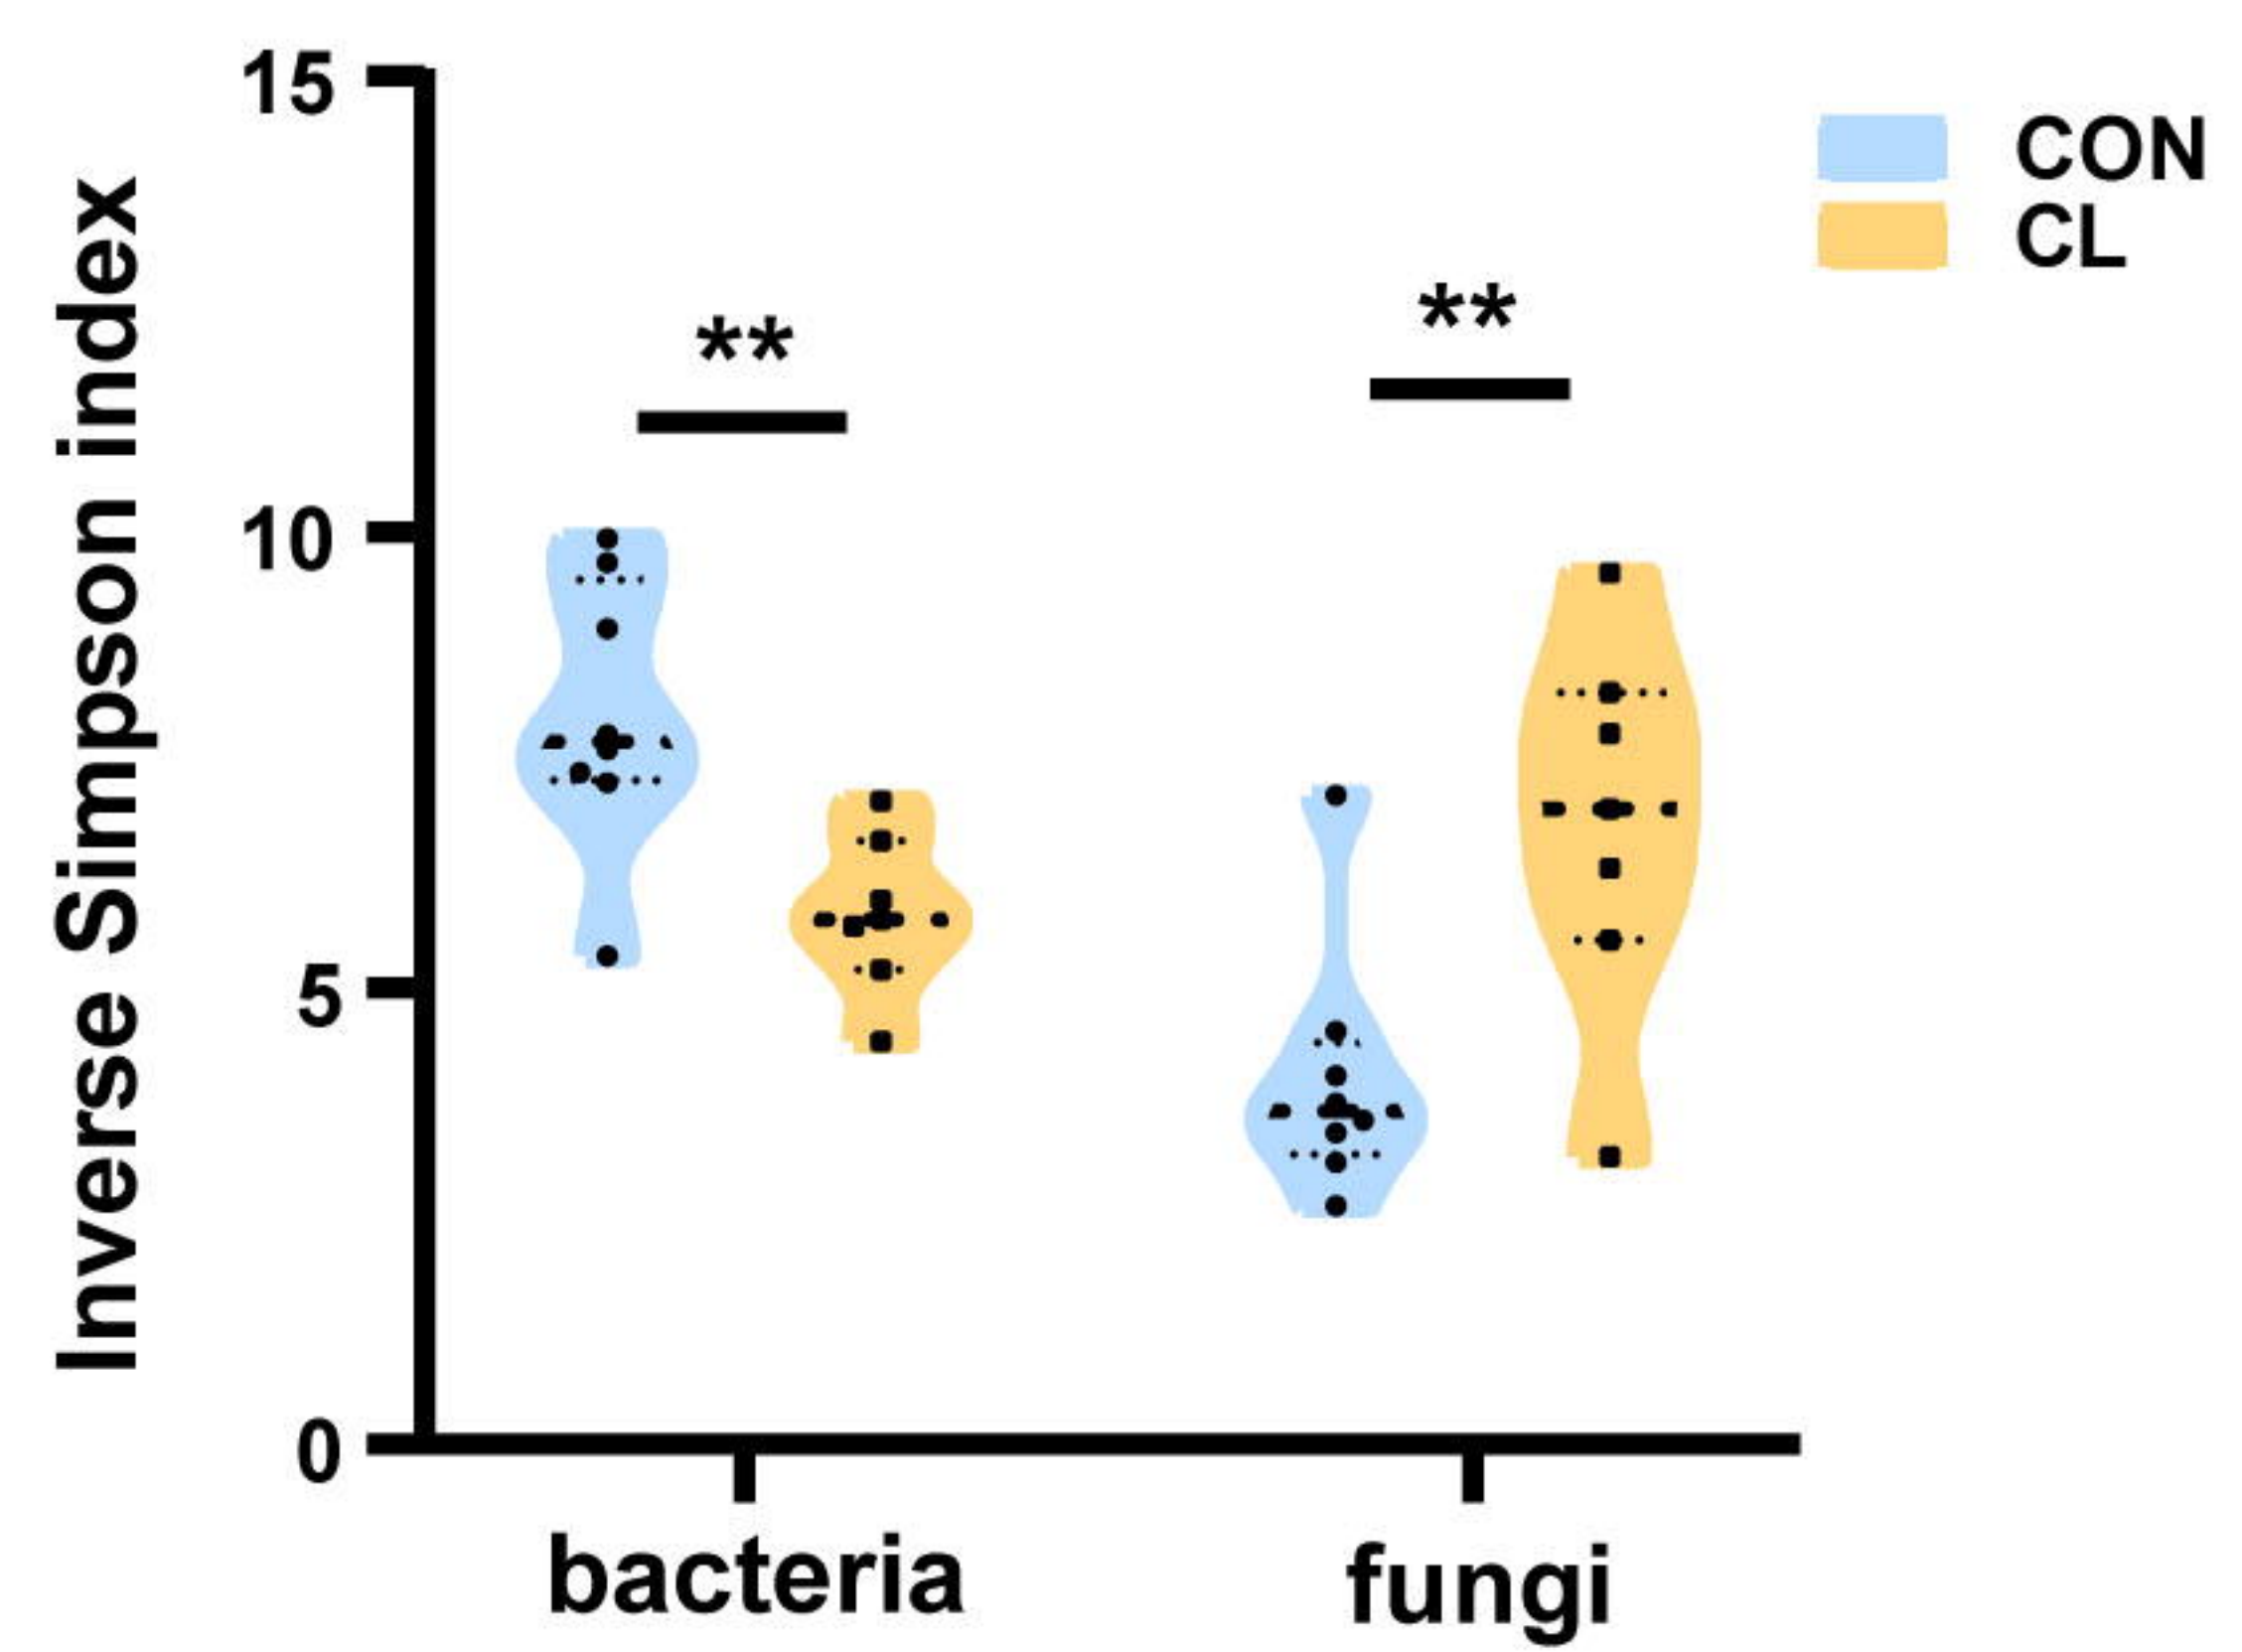 Inverse Simpson index
15
10
5
0
**
**
CON
CL
bacteria
fungi